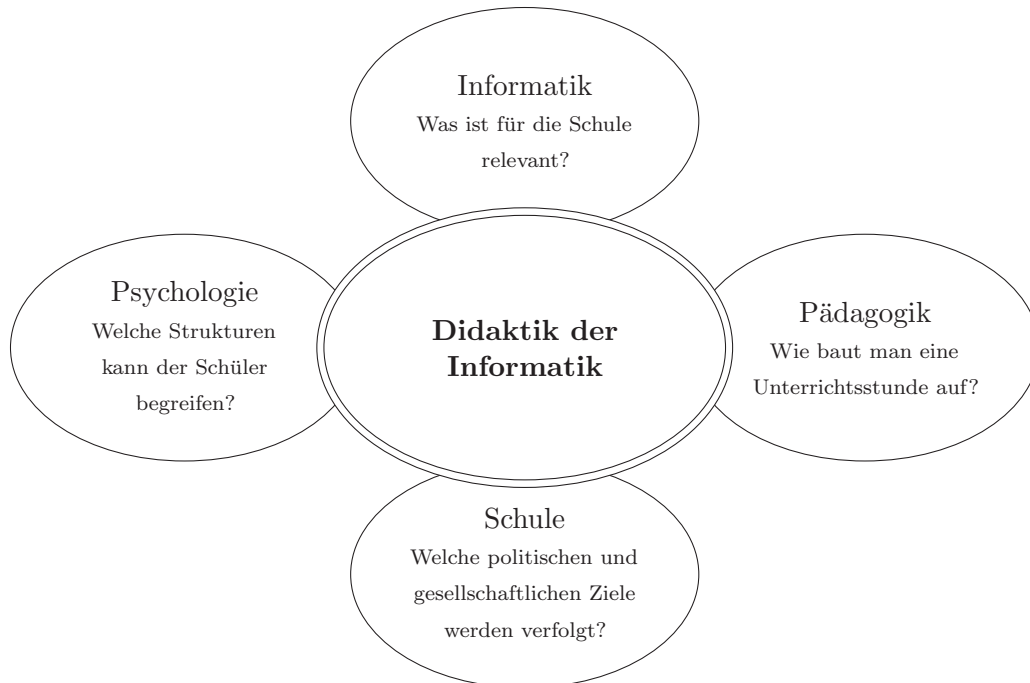 Informatik
Was ist für die Schule
relevant?
Psychologie
Welche Strukturen
kann der Schüler
begreifen?
Didaktik der
Informatik
Pädagogik
Wie baut man eine
Unterrichtsstunde auf?
Schule
Welche politischen und
gesellschaftlichen Ziele
werden verfolgt?